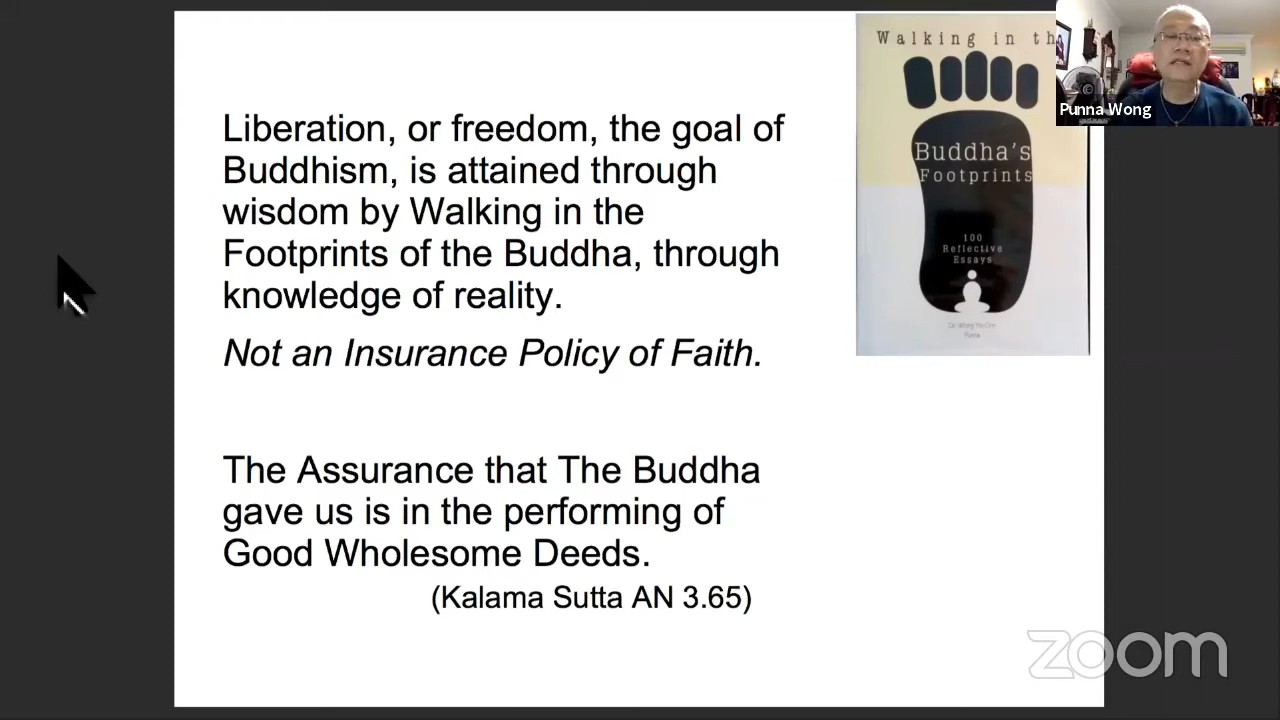 Liberation, or freedom, the goal of
Buddhism, is attained through
wisdom by Walking in the
Footprints of the Buddha, through
knowledge of reality.
Not an Insurance Policy of Faith.
The Assurance that The Buddha
gave us is in the performing of
Good Wholesome Deeds.
(Kalama Sutta AN 3.65)
Walking in th
Buddha's
Footprints
100
Reflective
Essays
Punna Wong
zoom